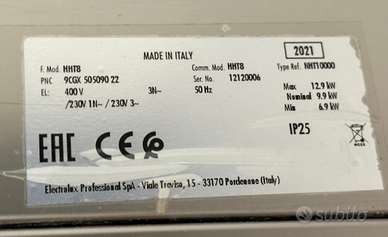 MADE IN ITALY
2021
F. Mod. HHT8 Comm. Mod. HHT8 Type Ref. NHT10000
PNC 9CGX 505090 22 Ser. No. 12120006
EL: 400 V 3N~ 50 Hz Max 12.9 kW
/230V 1N~ / 230V 3~ Nominal 9.9 kW
Min 6.9 kW
IP25
EAC CE
Electrolux Professional SpA - Viale Treviso, 15 - 33170 Pordenone (Italy)
subito